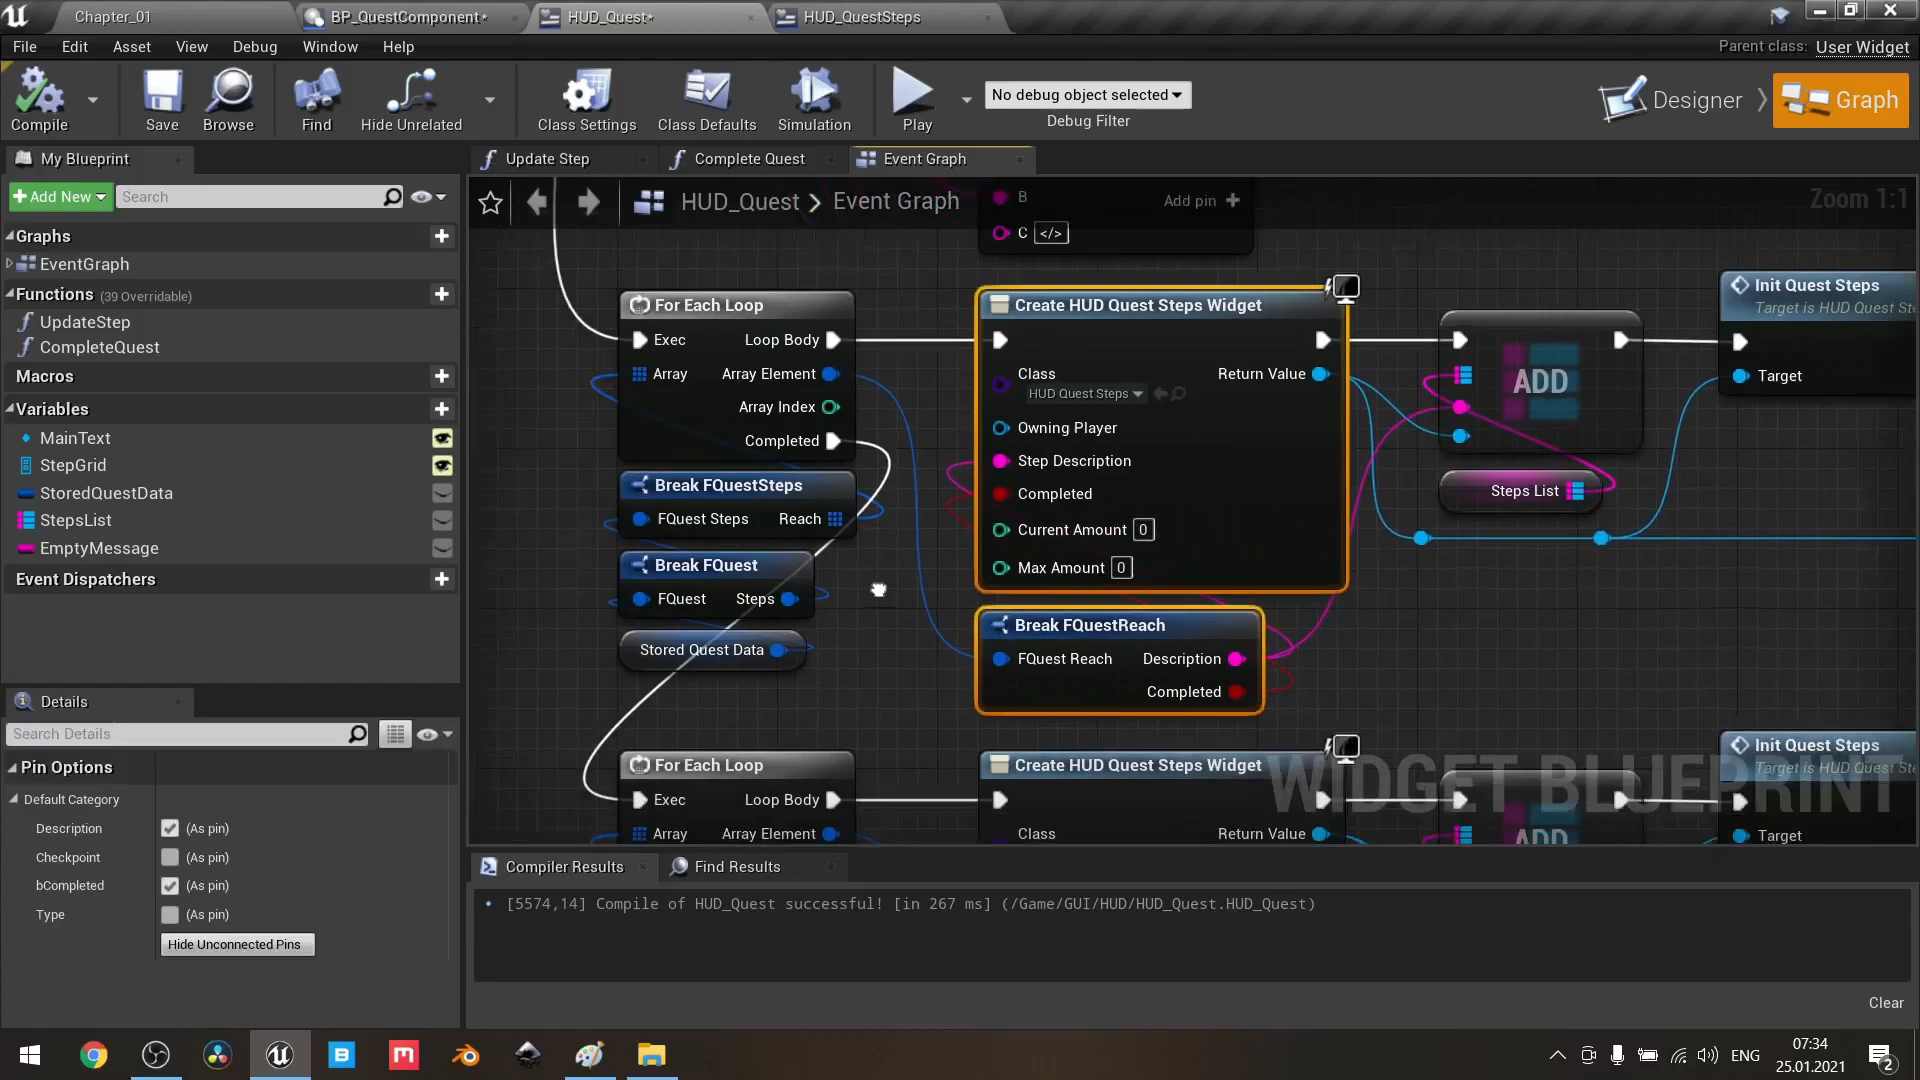 Chapter_01
BP_QuestComponent*
HUD_Quest*
HUD_QuestSteps
File Edit Asset View Debug Window Help
Parent class: User Widget
Compile
Save
Browse
Find
Hide Unrelated
Class Settings
Class Defaults
Simulation
Play
No debug object selected
Debug Filter
Designer
Graph
My Blueprint
Update Step
Complete Quest
Event Graph
Add New
Search
HUD_Quest > Event Graph
Zoom 1:1
Graphs
EventGraph
Functions (39 Overridable)
UpdateStep
CompleteQuest
Macros
Variables
MainText
StepGrid
StoredQuestData
StepsList
EmptyMessage
Event Dispatchers
B
Add pin
C </>
For Each Loop
Exec Loop Body
Array Array Element
Array Index
Completed
Break FQuestSteps
FQuest Steps Reach
Break FQuest
FQuest Steps
Stored Quest Data
Create HUD Quest Steps Widget
Class
HUD Quest Steps
Return Value
Owning Player
Step Description
Completed
Current Amount 0
Max Amount 0
Break FQuestReach
FQuest Reach Description
Completed
ADD
Steps List
Init Quest Steps
Target is HUD Quest Ste
Target
For Each Loop
Exec Loop Body
Array Array Element
Create HUD Quest Steps Widget
Class Return Value
ADD
Init Quest Steps
Target is HUD Quest Ste
Target
WIDGET BLUEPRINT
Details
Search Details
Pin Options
Default Category
Description (As pin)
Checkpoint (As pin)
bCompleted (As pin)
Type (As pin)
Hide Unconnected Pins
Compiler Results
Find Results
[5574,14] Compile of HUD_Quest successful! [in 267 ms] (/Game/GUI/HUD/HUD_Quest.HUD_Quest)
Clear
ENG
07:34
25.01.2021
2